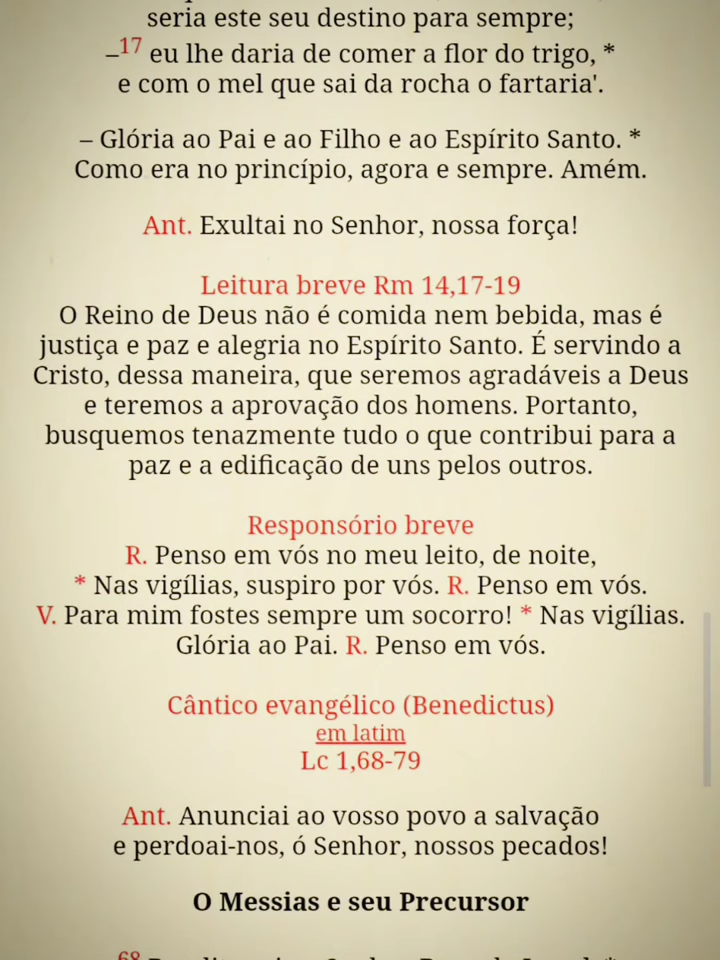 seria este seu destino para sempre;
–17 eu lhe daria de comer a flor do trigo, *
e com o mel que sai da rocha o fartaria'.
– Glória ao Pai e ao Filho e ao Espírito Santo. *
Como era no princípio, agora e sempre. Amém.
Ant. Exultai no Senhor, nossa força!
Leitura breve Rm 14,17-19
O Reino de Deus não é comida nem bebida, mas é
justiça e paz e alegria no Espírito Santo. É servindo a
Cristo, dessa maneira, que seremos agradáveis a Deus
e teremos a aprovação dos homens. Portanto,
busquemos tenazmente tudo o que contribui para a
paz e a edificação de uns pelos outros.
Responsório breve
R. Penso em vós no meu leito, de noite,
* Nas vigílias, suspiro por vós. R. Penso em vós.
V. Para mim fostes sempre um socorro! * Nas vigílias.
Glória ao Pai. R. Penso em vós.
Cântico evangélico (Benedictus)
em latim
Lc 1,68-79
Ant. Anunciai ao vosso povo a salvação
e perdoai-nos, ó Senhor, nossos pecados!
O Messias e seu Precursor
68